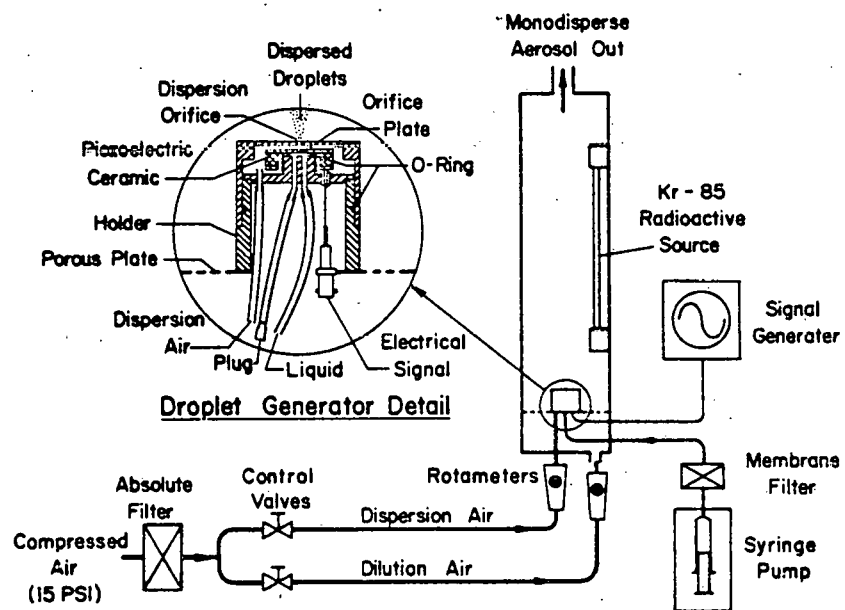 Monodisperse
Aerosol Out
Dispersed
Droplets
Dispersion
Orifice
Orifice
Plate
Piezoelectric
Ceramic
O-Ring
Holder
Porous Plate
Kr - 85
Radioactive
Source
Dispersion
Air
Plug
Liquid
Electrical
Signal
Signal
Generater
Droplet Generator Detail
Absolute
Filter
Control
Valves
Rotameters
Membrane
Filter
Dispersion Air
Compressed
Air
(15 PSI)
Dilution Air
Syringe
Pump